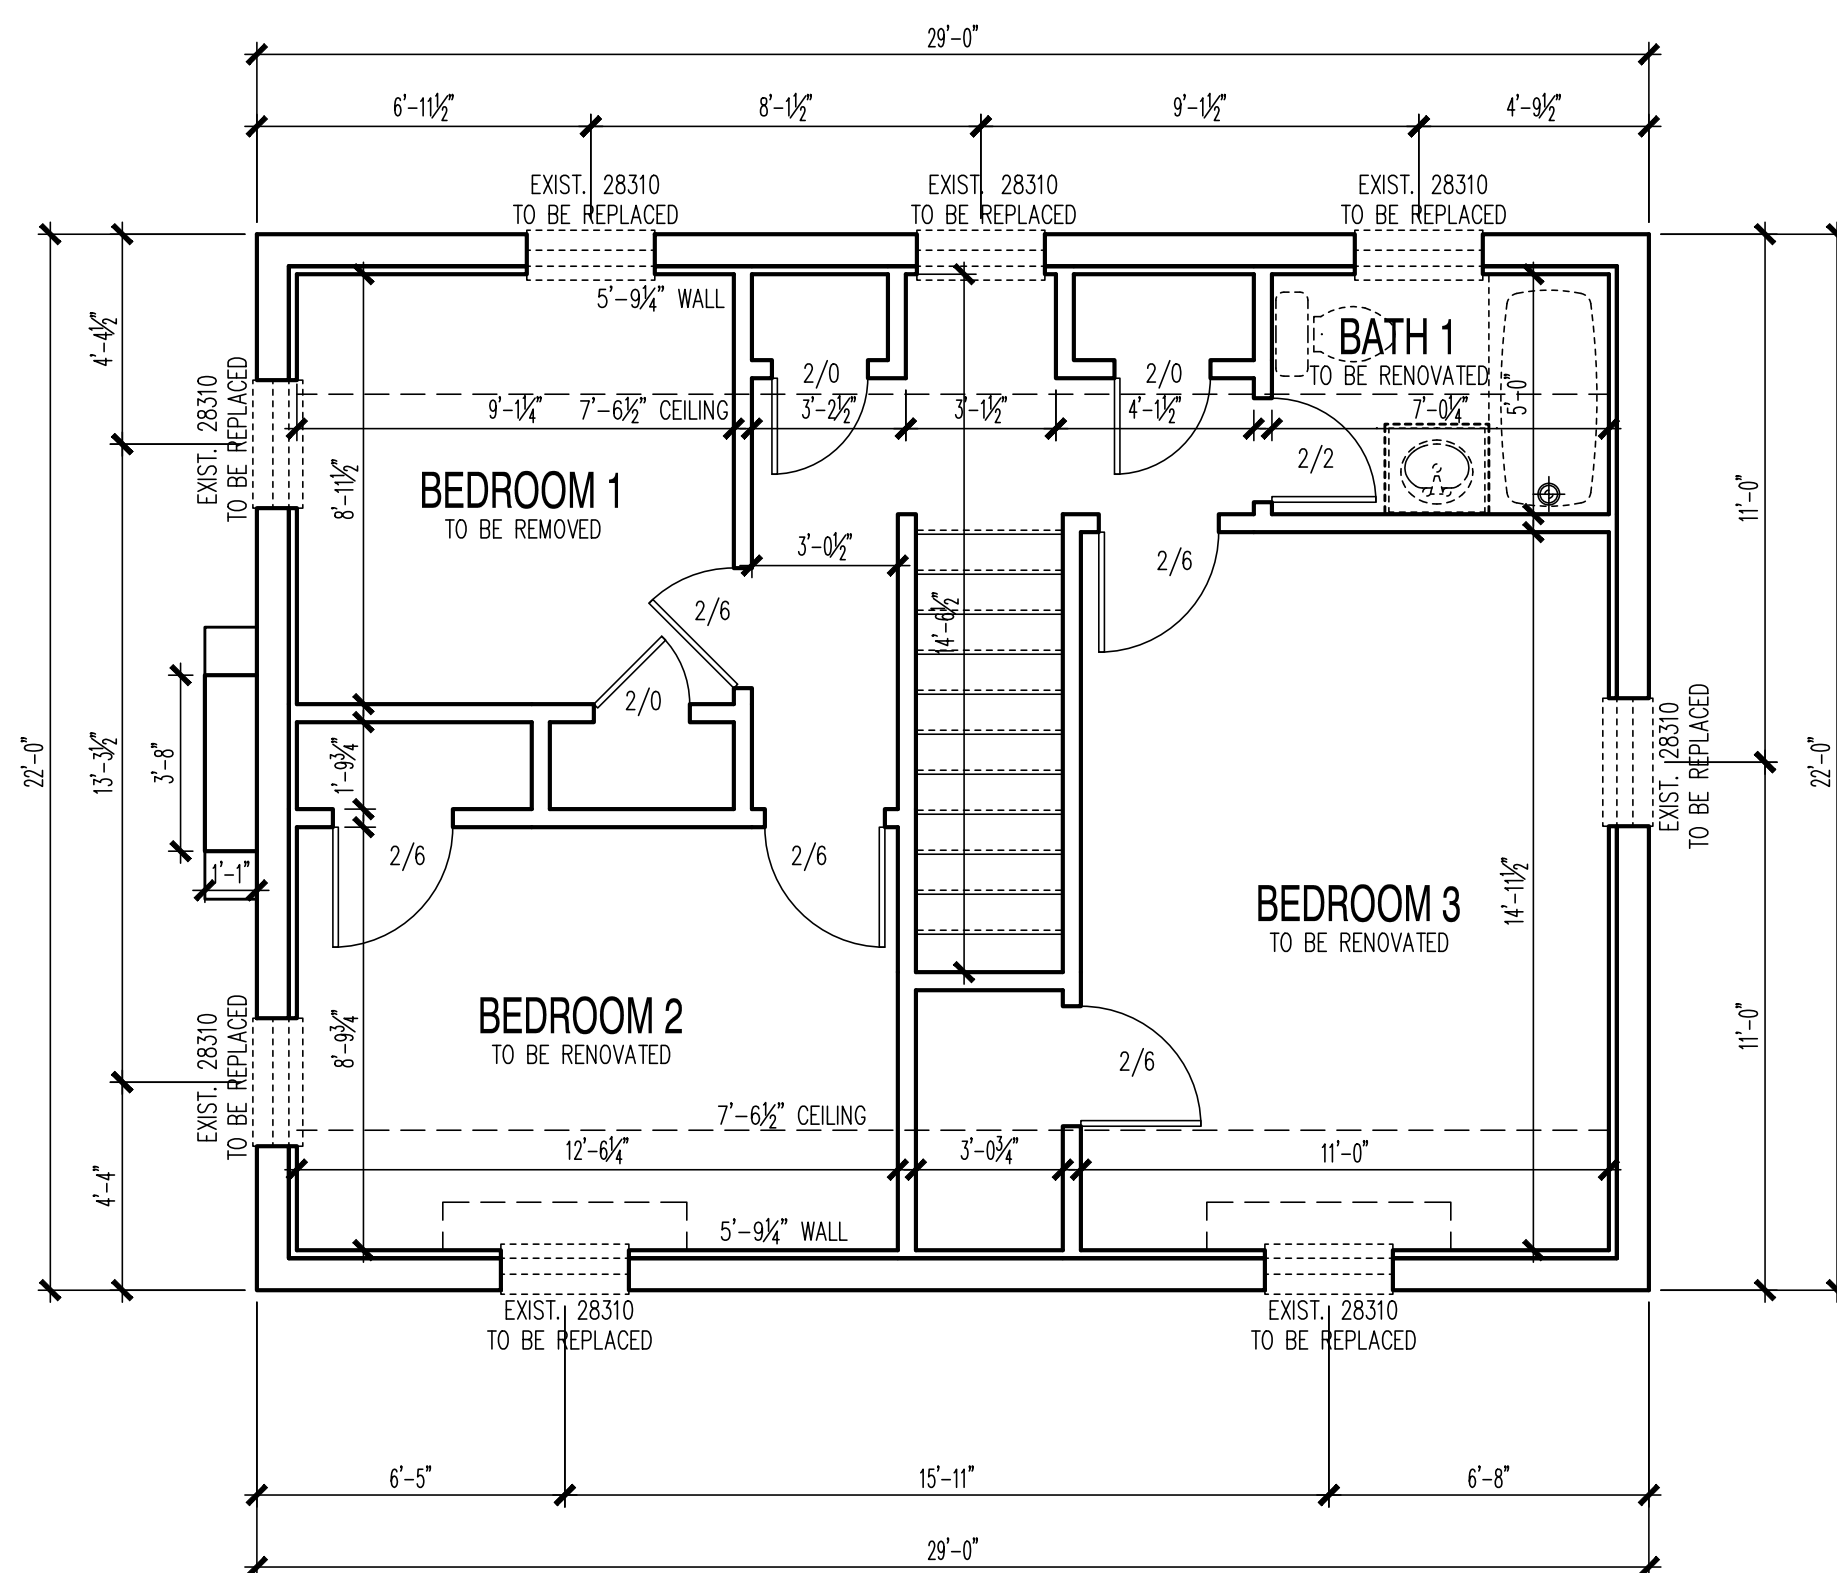 29'-0"
6'-11½" 8'-1½" 9'-1½" 4'-9½"
EXIST. 28310
TO BE REPLACED
EXIST. 28310
TO BE REPLACED
EXIST. 28310
TO BE REPLACED
5'-9¼" WALL
BATH 1
TO BE RENOVATED
2/0
2/0
5'-0"
4'-4½"
9'-1¼"
7'-6½" CEILING
3'-2½"
3'-1½"
4'-1½"
7'-0¼"
EXIST. 28310
TO BE REPLACED
2/2
BEDROOM 1
TO BE REMOVED
8'-11½"
11'-0"
3'-0½"
2/6
2/6
14'-6½"
2/0
22'-0"
13'-3½"
3'-8"
1'-9¾"
EXIST. 28310
TO BE REPLACED
22'-0"
1'-1"
2/6
2/6
BEDROOM 3
TO BE RENOVATED
14'-11½"
BEDROOM 2
TO BE RENOVATED
8'-9¾"
11'-0"
EXIST. 28310
TO BE REPLACED
2/6
7'-6½" CEILING
4'-4"
12'-6¼"
3'-0¾"
11'-0"
5'-9¼" WALL
EXIST. 28310
TO BE REPLACED
EXIST. 28310
TO BE REPLACED
6'-5" 15'-11" 6'-8"
29'-0"